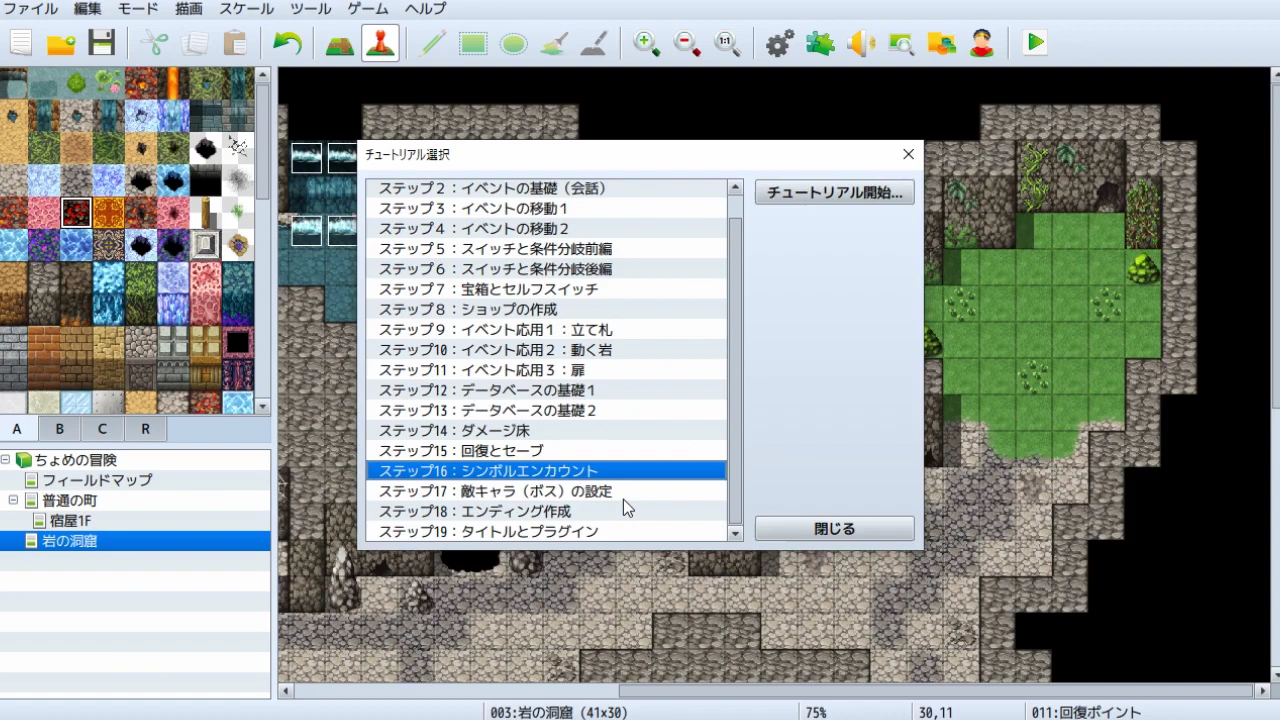 ファイル 編集 モード 描画 スケール ツール ゲーム ヘルプ
1:1
チュートリアル選択
ステップ2：イベントの基礎（会話）
ステップ3：イベントの移動1
ステップ4：イベントの移動2
ステップ5：スイッチと条件分岐前編
ステップ6：スイッチと条件分岐後編
ステップ7：宝箱とセルフスイッチ
ステップ8：ショップの作成
ステップ9：イベント応用1：立て札
ステップ10：イベント応用2：動く岩
ステップ11：イベント応用3：扉
ステップ12：データベースの基礎1
ステップ13：データベースの基礎2
ステップ14：ダメージ床
ステップ15：回復とセーブ
ステップ16：シンボルエンカウント
ステップ17：敵キャラ（ボス）の設定
ステップ18：エンディング作成
ステップ19：タイトルとプラグイン
チュートリアル開始...
閉じる
A B C R
ちょめの冒険
フィールドマップ
普通の町
宿屋1F
岩の洞窟
003:岩の洞窟 (41x30) 75% 30,11 011:回復ポイント